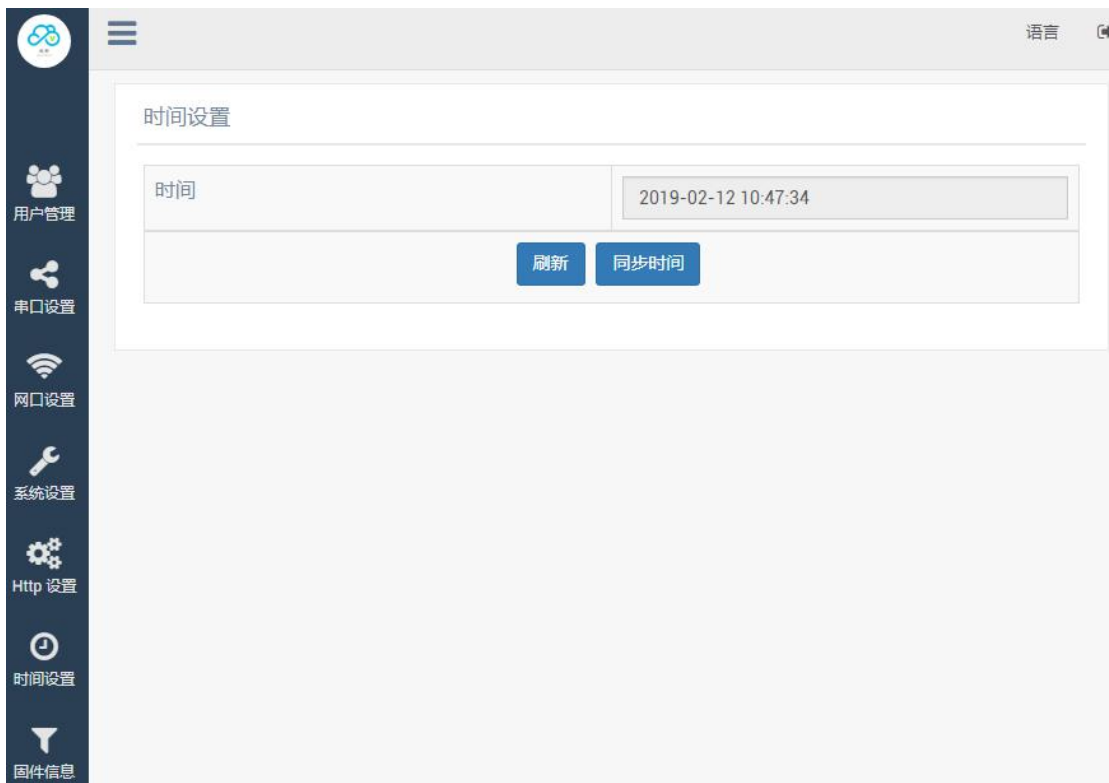 语言
时间设置
时间
2019-02-12 10:47:34
刷新
同步时间
用户管理
串口设置
网口设置
系统设置
Http 设置
时间设置
固件信息